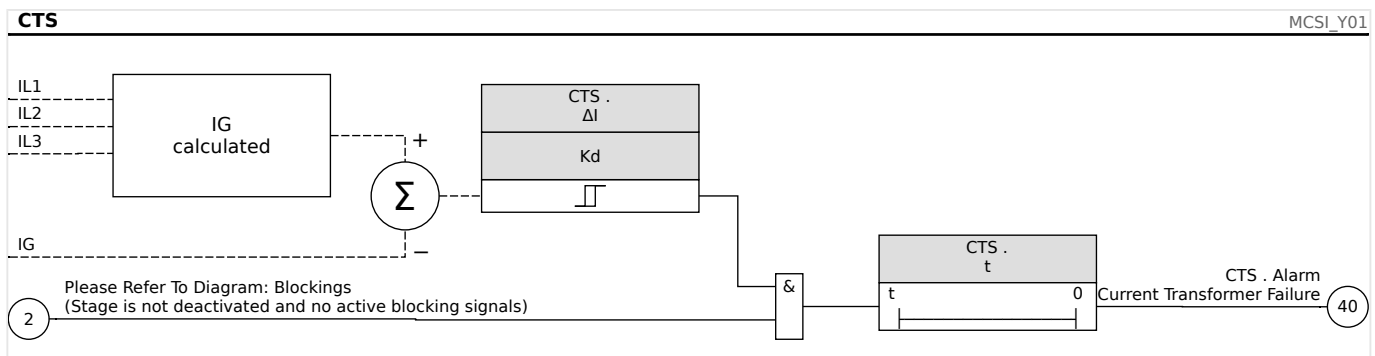 CTS
MCSI_Y01
IL1
IL2
IL3
IG
calculated
+
Σ
−
IG
CTS .
ΔI
Kd
Please Refer To Diagram: Blockings
(Stage is not deactivated and no active blocking signals)
2
&
CTS .
t
t 0
CTS . Alarm
Current Transformer Failure
40